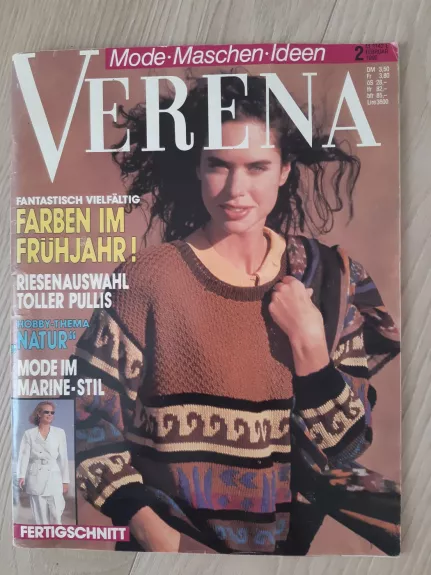 Mode·Maschen·Ideen
2
VERENA
FANTASTISCH VIELFÄLTIG
FARBEN IM
FRÜHJAHR!
RIESENAUSWAHL
TOLLER PULLIS
HOBBY-THEMA
„NATUR“
MODE IM
MARINE-STIL
FERTIGSCHNITT